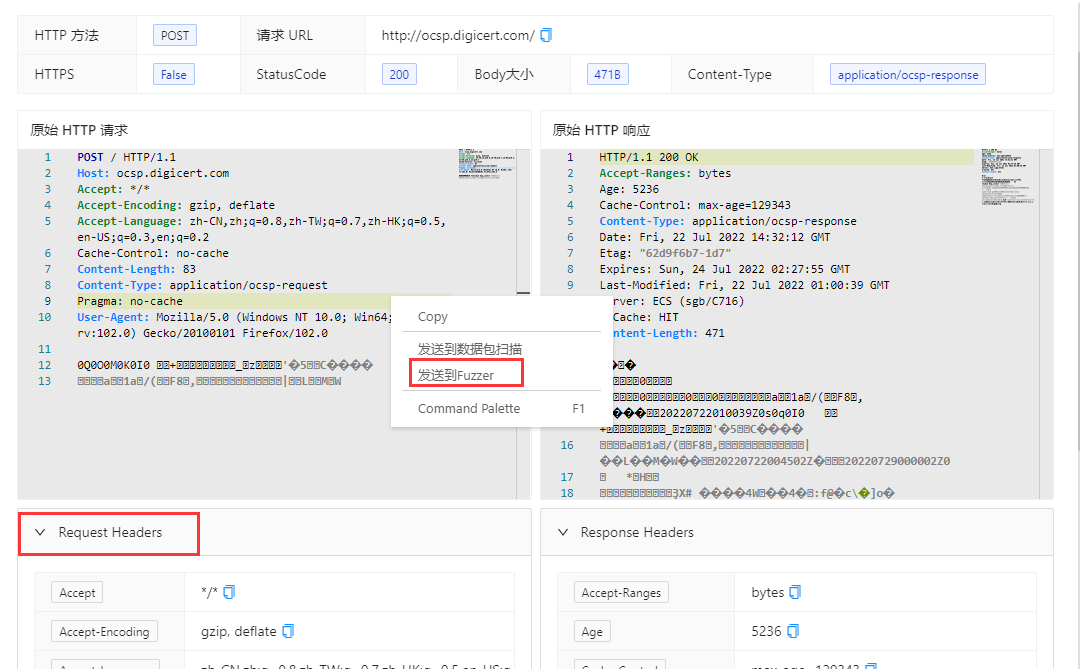 HTTP 方法 POST 请求 URL http://ocsp.digicert.com/
HTTPS False StatusCode 200 Body大小 471B Content-Type application/ocsp-response
原始 HTTP 请求
1 POST / HTTP/1.1
2 Host: ocsp.digicert.com
3 Accept: */*
4 Accept-Encoding: gzip, deflate
5 Accept-Language: zh-CN,zh;q=0.8,zh-TW;q=0.7,zh-HK;q=0.5,
en-US;q=0.3,en;q=0.2
6 Cache-Control: no-cache
7 Content-Length: 83
8 Content-Type: application/ocsp-request
9 Pragma: no-cache
10 User-Agent: Mozilla/5.0 (Windows NT 10.0; Win64;
rv:102.0) Gecko/20100101 Firefox/102.0
11
12 0Q0O0M0K0I0
13
Copy
发送到数据包扫描
发送到Fuzzer
Command Palette F1
原始 HTTP 响应
1 HTTP/1.1 200 OK
2 Accept-Ranges: bytes
3 Age: 5236
4 Cache-Control: max-age=129343
5 Content-Type: application/ocsp-response
6 Date: Fri, 22 Jul 2022 14:32:12 GMT
7 Etag: "62d9f6b7-1d7"
8 Expires: Sun, 24 Jul 2022 02:27:55 GMT
9 Last-Modified: Fri, 22 Jul 2022 01:00:39 GMT
rver: ECS (sgb/C716)
Cache: HIT
ntent-Length: 471
20220722010039Z0s0q0I0
16
20220722004502Z 20220729000002Z0
17
18
Request Headers
Accept */*
Accept-Encoding gzip, deflate
Response Headers
Accept-Ranges bytes
Age 5236